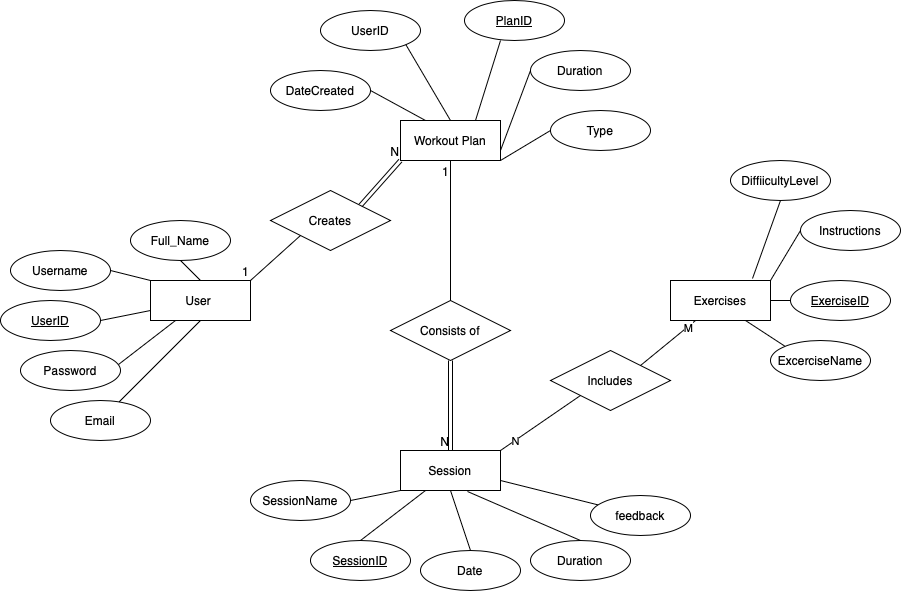 PlanID
UserID
Duration
DateCreated
Type
Workout Plan
N
1
DiffiicultyLevel
Creates
Instructions
Full_Name
Username
1
User
Exercises
ExerciseID
UserID
M
Consists of
ExcerciseName
Password
Includes
Email
N
N
Session
SessionName
feedback
SessionID
Date
Duration